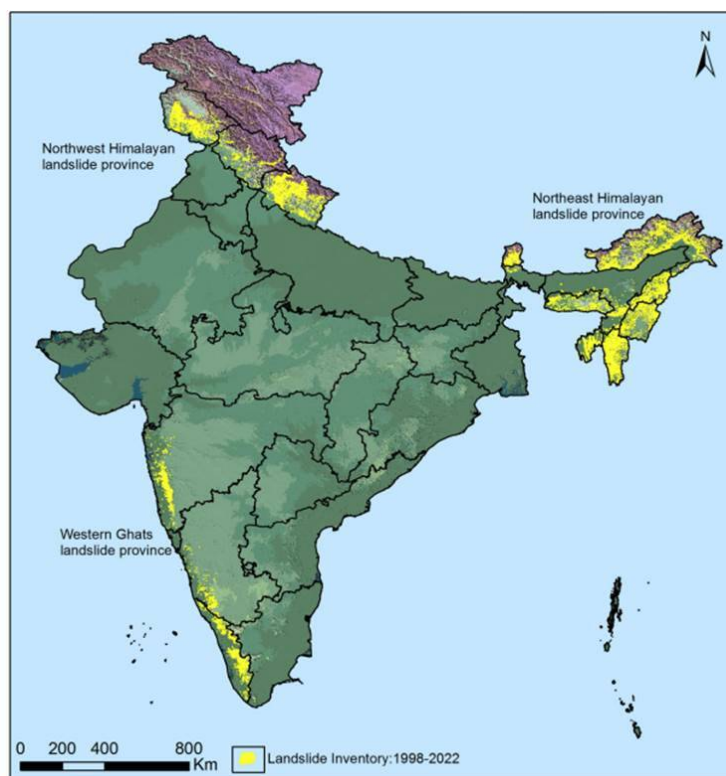 N
Northwest Himalayan
landslide province
Northeast Himalayan
landslide province
Western Ghats
landslide province
0 200 400 800
Km
Landslide Inventory:1998-2022